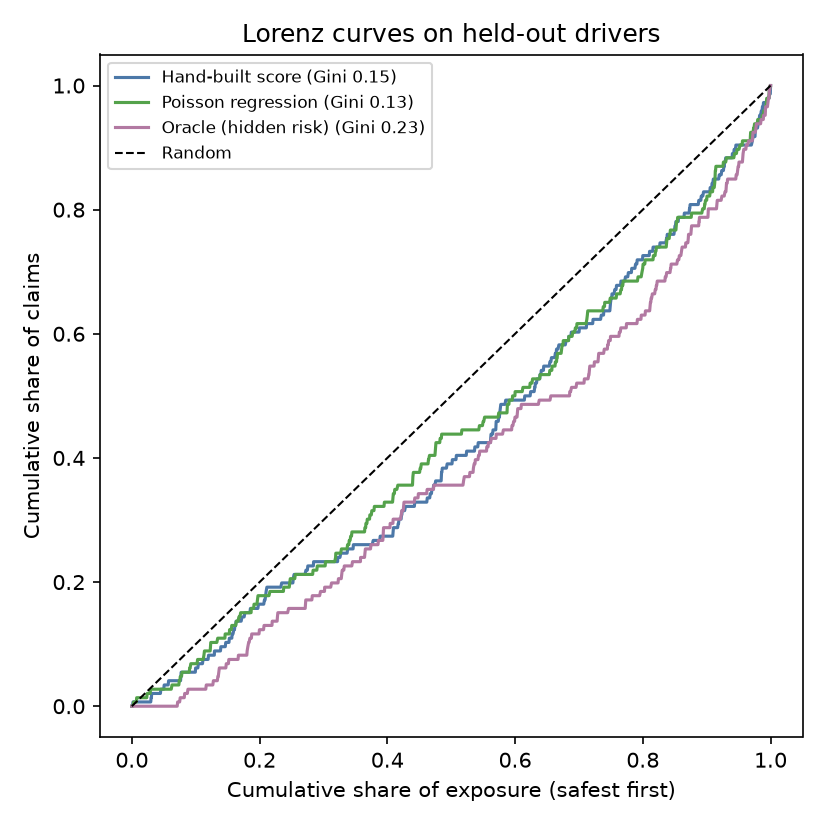 Lorenz curves on held-out drivers
Hand-built score (Gini 0.15)
Poisson regression (Gini 0.13)
Oracle (hidden risk) (Gini 0.23)
Random
1.0
0.8
0.6
0.4
0.2
0.0
Cumulative share of claims
0.0 0.2 0.4 0.6 0.8 1.0
Cumulative share of exposure (safest first)